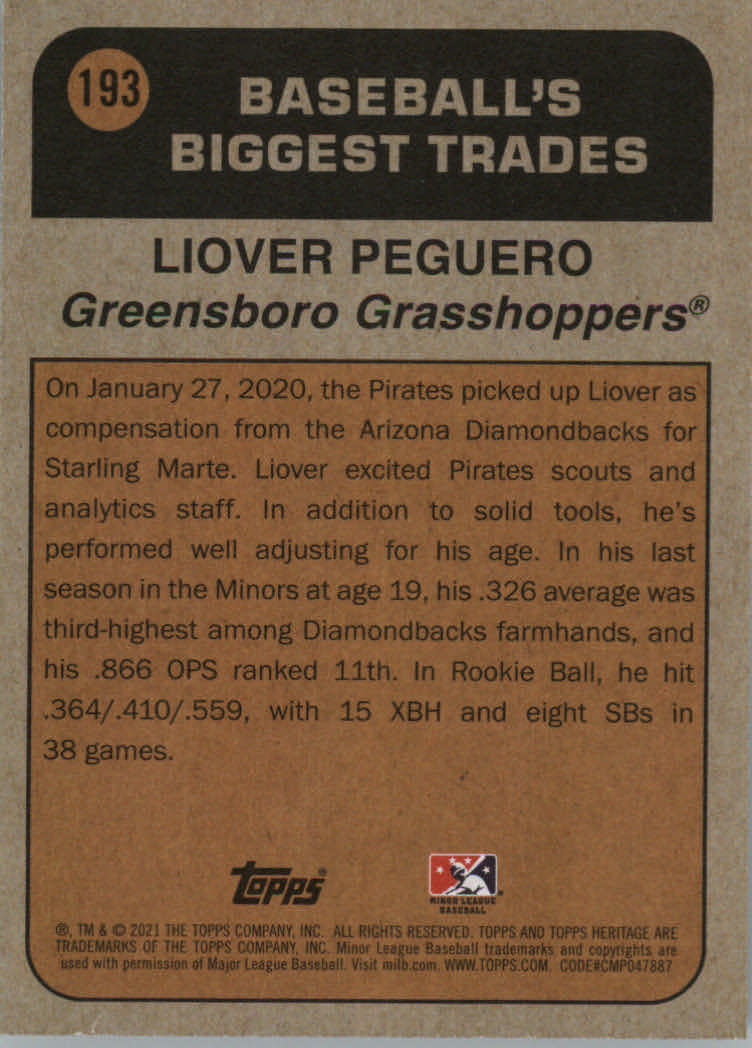 193
BASEBALL'S
BIGGEST TRADES
LIOVER PEGUERO
Greensboro Grasshoppers®
On January 27, 2020, the Pirates picked up Liover as
compensation from the Arizona Diamondbacks for
Starling Marte. Liover excited Pirates scouts and
analytics staff. In addition to solid tools, he's
performed well adjusting for his age. In his last
season in the Minors at age 19, his .326 average was
third-highest among Diamondbacks farmhands, and
his .866 OPS ranked 11th. In Rookie Ball, he hit
.364/.410/.559, with 15 XBH and eight SBs in
38 games.
topps®
MINOR LEAGUE
BASEBALL
®, TM & © 2021 THE TOPPS COMPANY, INC. ALL RIGHTS RESERVED. TOPPS AND TOPPS HERITAGE ARE
TRADEMARKS OF THE TOPPS COMPANY, INC. Minor League Baseball trademarks and copyrights are
used with permission of Major League Baseball. Visit milb.com. WWW.TOPPS.COM. CODE#CMP047887